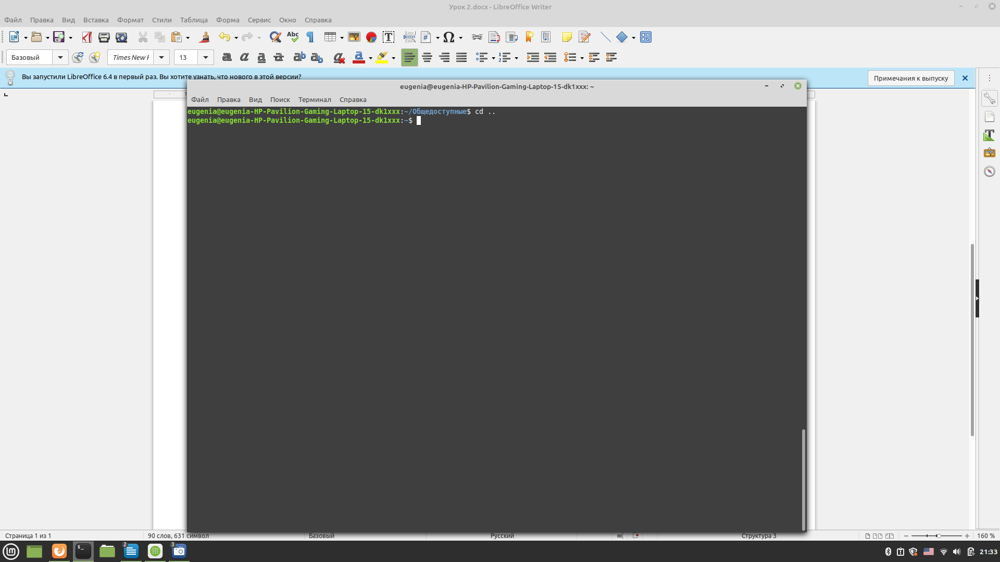 Урок 2.docx - LibreOffice Writer
Файл Правка Вид Вставка Формат Стили Таблица Форма Сервис Окно Справка
Базовый Times New F 13
Вы запустили LibreOffice 6.4 в первый раз. Вы хотите узнать, что нового в этой версии? Примечания к выпуску
eugenia@eugenia-HP-Pavilion-Gaming-Laptop-15-dk1xxx: ~
Файл Правка Вид Поиск Терминал Справка
eugenia@eugenia-HP-Pavilion-Gaming-Laptop-15-dk1xxx:~/Общедоступные$ cd ..
eugenia@eugenia-HP-Pavilion-Gaming-Laptop-15-dk1xxx:~$
Страница 1 из 1 90 слов, 631 символ Базовый Русский Структура 3 160 %
2 3 21:33